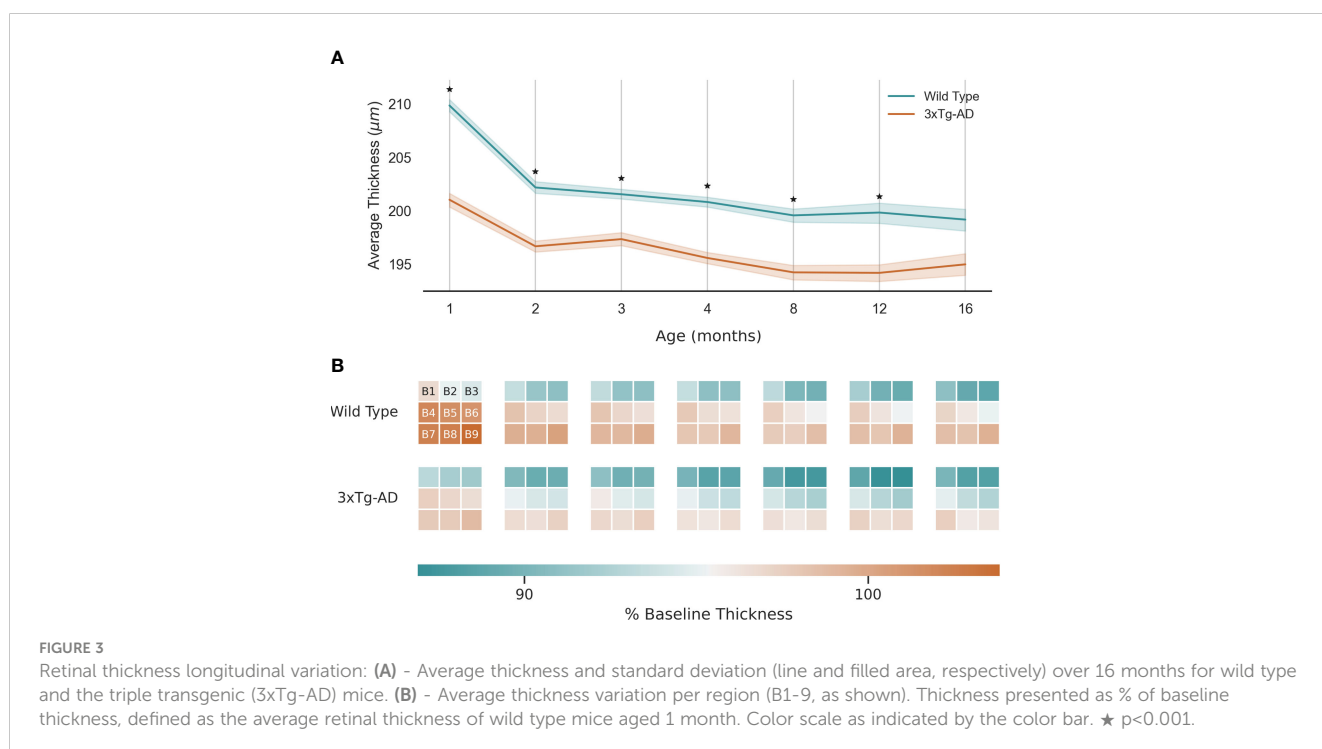 A
★
Wild Type
3xTg-AD
210
205
200
195
Average Thickness (μm)
★ ★ ★ ★ ★
1 2 3 4 8 12 16
Age (months)
B
Wild Type
B1 B2 B3
B4 B5 B6
B7 B8 B9
3xTg-AD
90 100
% Baseline Thickness
FIGURE 3
Retinal thickness longitudinal variation: (A) - Average thickness and standard deviation (line and filled area, respectively) over 16 months for wild type
and the triple transgenic (3xTg-AD) mice. (B) - Average thickness variation per region (B1-9, as shown). Thickness presented as % of baseline
thickness, defined as the average retinal thickness of wild type mice aged 1 month. Color scale as indicated by the color bar. ★ p<0.001.